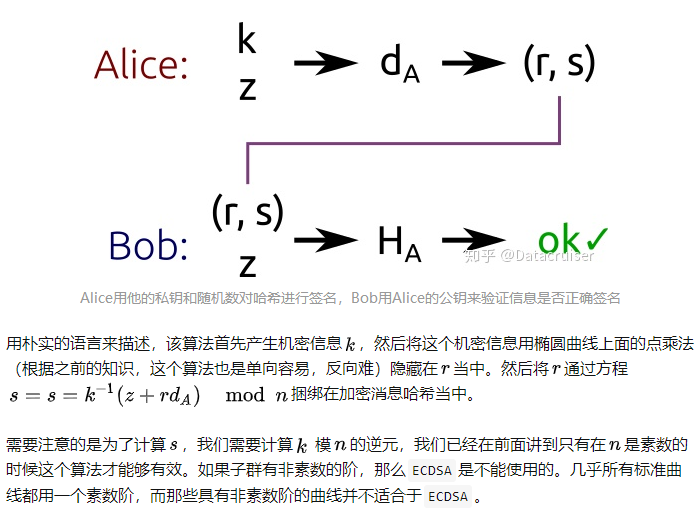 k
Alice: z → d_A → (r, s)
(r, s)
Bob: z → H_A → ok✓
知乎 @Datacruiser
Alice用他的私钥和随机数对哈希进行签名，Bob用Alice的公钥来验证信息是否正确签名
用朴实的语言来描述，该算法首先产生机密信息 k ，然后将这个机密信息用椭圆曲线上面的点乘法
（根据之前的知识，这个算法也是单向容易，反向难）隐藏在 r 当中。然后将 r 通过方程
s = s = k^{-1}(z + rd_A) mod n 捆绑在加密消息哈希当中。
需要注意的是为了计算 s ，我们需要计算 k 模 n 的逆元，我们已经在前面讲到只有在 n 是素数的
时候这个算法才能够有效。如果子群有非素数的阶，那么 ECDSA 是不能使用的。几乎所有标准曲
线都用一个素数阶，而那些具有非素数阶的曲线并不适合于 ECDSA 。